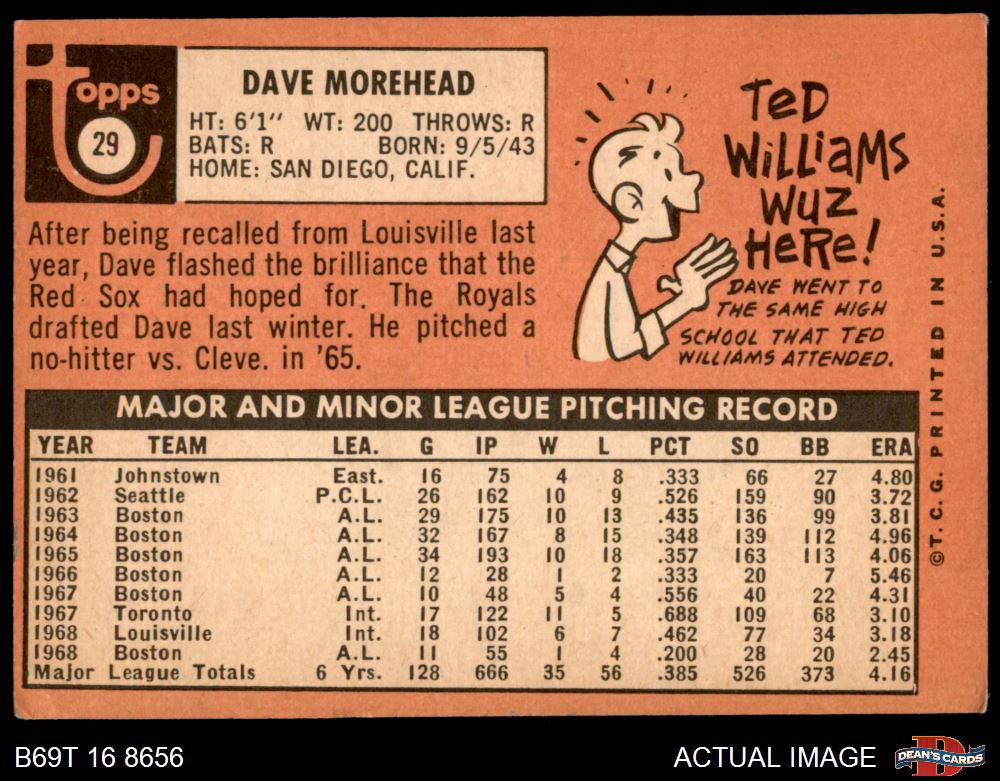 Topps
29
DAVE MOREHEAD
HT: 6'1" WT: 200 THROWS: R
BATS: R BORN: 9/5/43
HOME: SAN DIEGO, CALIF.
After being recalled from Louisville last
year, Dave flashed the brilliance that the
Red Sox had hoped for. The Royals
drafted Dave last winter. He pitched a
no-hitter vs. Cleve. in '65.
TeD
WiLLiaMS
WUZ
HeRe!
DAVE WENT TO
THE SAME HIGH
SCHOOL THAT TED
WILLIAMS ATTENDED.
MAJOR AND MINOR LEAGUE PITCHING RECORD
YEAR TEAM LEA. G IP W L PCT SO BB ERA
1961 Johnstown East. 16 75 4 8 .333 66 27 4.80
1962 Seattle P.C.L. 26 162 10 9 .526 159 90 3.72
1963 Boston A.L. 29 175 10 13 .435 136 99 3.81
1964 Boston A.L. 32 167 8 15 .348 139 112 4.96
1965 Boston A.L. 34 193 10 18 .357 163 113 4.06
1966 Boston A.L. 12 28 1 2 .333 20 7 5.46
1967 Boston A.L. 10 48 5 4 .556 40 22 4.31
1967 Toronto Int. 17 122 11 5 .688 109 68 3.10
1968 Louisville Int. 18 102 6 7 .462 77 34 3.18
1968 Boston A.L. 11 55 1 4 .200 28 20 2.45
Major League Totals 6 Yrs. 128 666 35 56 .385 526 373 4.16
©T.C.G. PRINTED IN U.S.A.
B69T 16 8656
ACTUAL IMAGE
D
DEAN'S CARDS